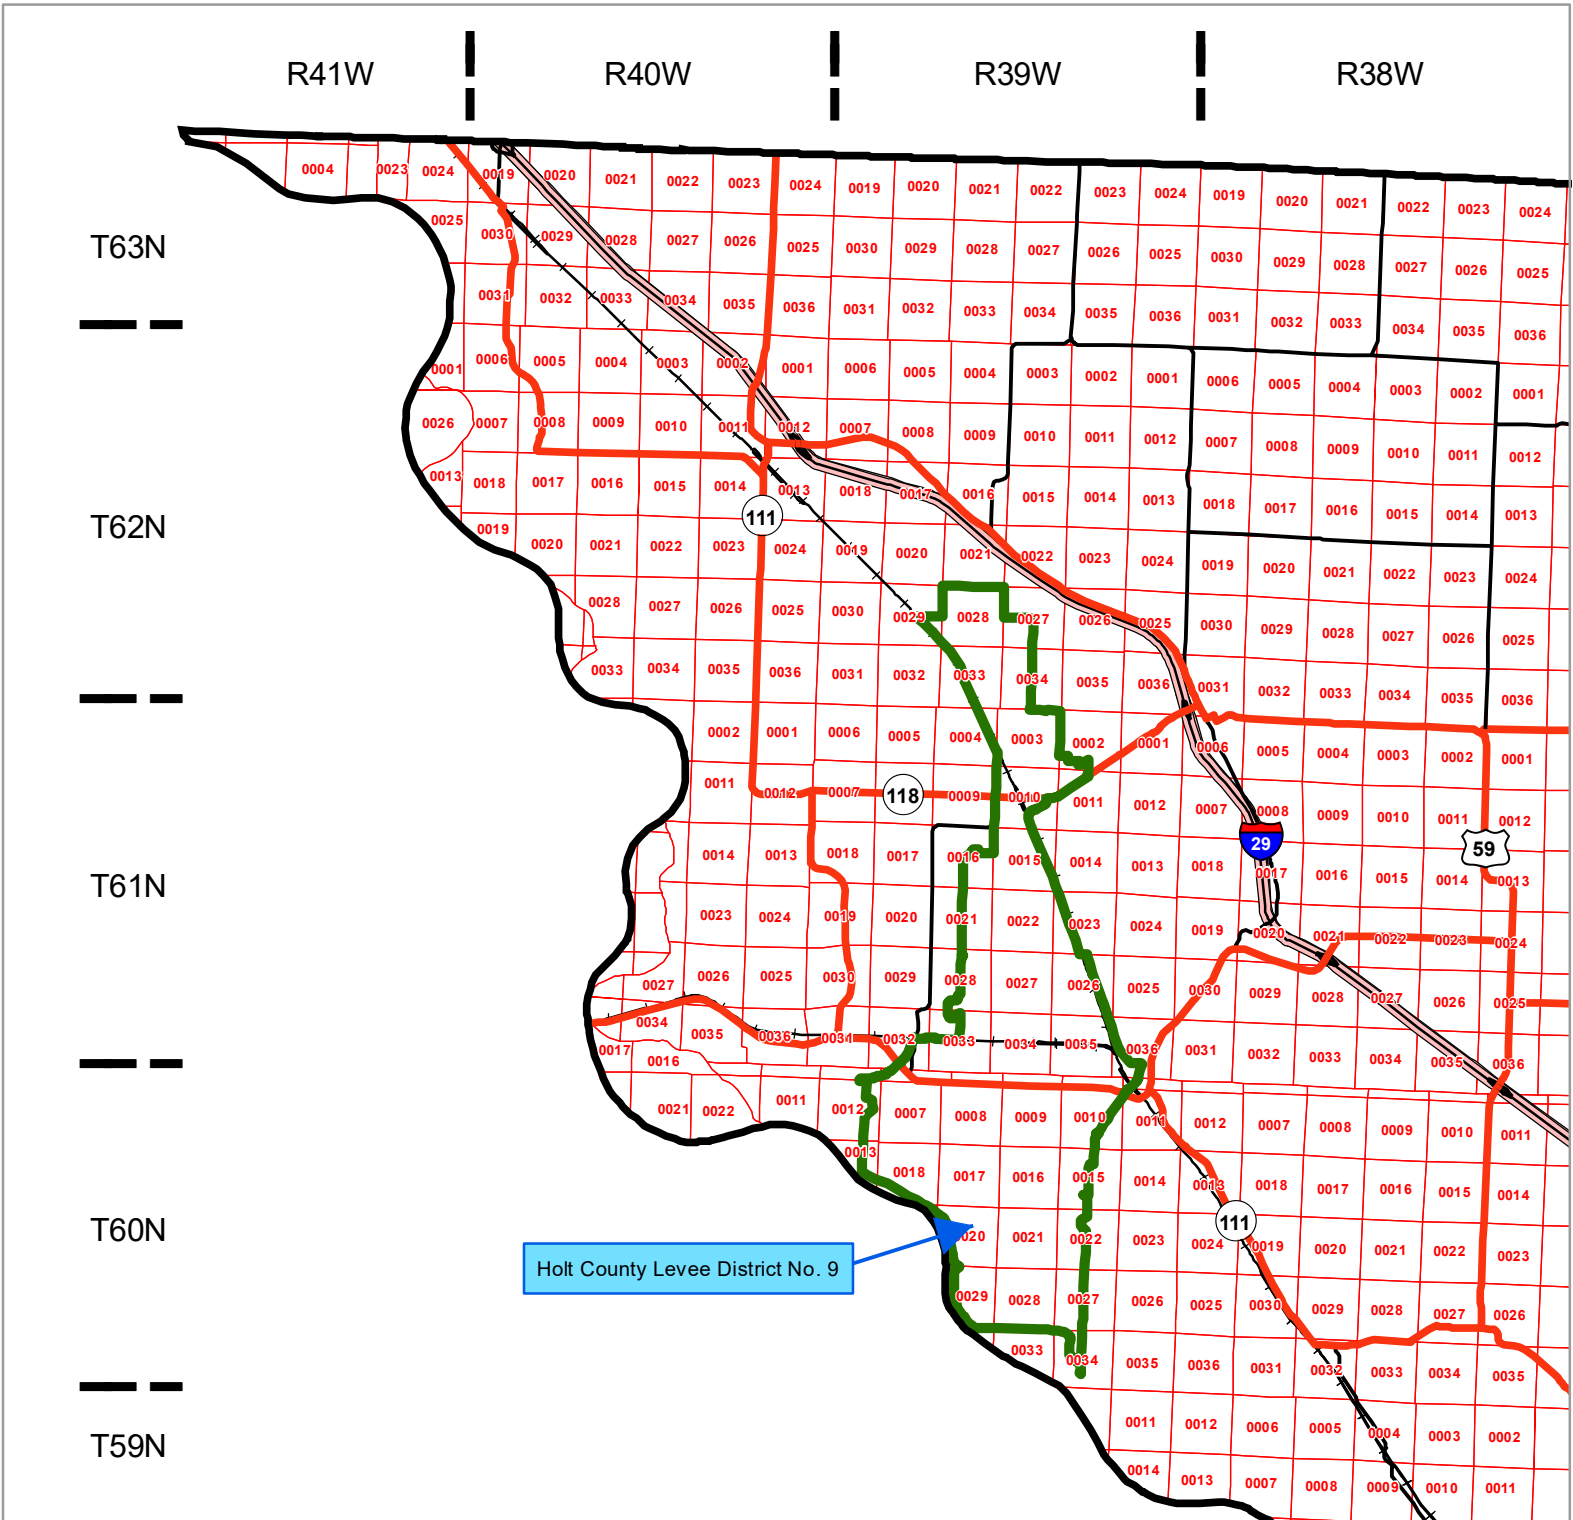 R41W R40W R39W R38W
0004 0023 0024 0019 0020 0021 0022 0023 0024 0019 0020 0021 0022 0023 0024 0019 0020 0021 0022 0023 0024
T63N
0025 0030 0029 0028 0027 0026 0025 0030 0029 0028 0027 0026 0025 0030 0029 0028 0027 0026 0025
0031 0032 0033 0034 0035 0036 0031 0032 0033 0034 0035 0036 0031 0032 0033 0034 0035 0036
0001 0006 0005 0004 0003 0002 0001 0006 0005 0004 0003 0002 0001 0006 0005 0004 0003 0002 0001
0026 0007 0008 0009 0010 0011 0012 0007 0008 0009 0010 0011 0012 0007 0008 0009 0010 0011 0012
0013 0018 0017 0016 0015 0014 0013 0018 0017 0016 0015 0014 0013 0018 0017 0016 0015 0014 0013
111
T62N
0019 0020 0021 0022 0023 0024 0019 0020 0021 0022 0023 0024 0019 0020 0021 0022 0023 0024
0028 0027 0026 0025 0030 0029 0028 0027 0026 0025 0030 0029 0028 0027 0026 0025
0033 0034 0035 0036 0031 0032 0033 0034 0035 0036 0031 0032 0033 0034 0035 0036
0002 0001 0006 0005 0004 0003 0002 0001 0006 0005 0004 0003 0002 0001
0011 0012 0007 118 0009 0010 0011 0012 0007 0008 0009 0010 0011 0012
29 59
0014 0013 0018 0017 0016 0015 0014 0013 0018 0017 0016 0015 0014 0013
T61N
0023 0024 0019 0020 0021 0022 0023 0024 0019 0020 0021 0022 0023 0024
0027 0026 0025 0030 0029 0028 0027 0026 0025 0030 0029 0028 0027 0026 0025
0034 0035 0036 0031 0032 0033 0034 0035 0036 0031 0032 0033 0034 0035 0036
0017 0016
0021 0022 0011 0012 0007 0008 0009 0010 0011 0012 0007 0008 0009 0010 0011
0013 0018 0017 0016 0015 0014 0013 0018 0017 0016 0015 0014
111
T60N
0020 0021 0022 0023 0024 0019 0020 0021 0022 0023
Holt County Levee District No. 9
0029 0028 0027 0026 0025 0030 0029 0028 0027 0026
0033 0034 0035 0036 0031 0032 0033 0034 0035
T59N
0011 0012 0006 0005 0004 0003 0002
0014 0013 0007 0008 0009 0010 0011